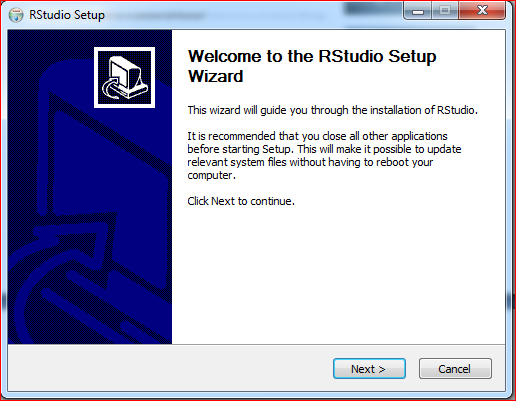 RStudio Setup
Welcome to the RStudio Setup
Wizard
This wizard will guide you through the installation of RStudio.
It is recommended that you close all other applications
before starting Setup. This will make it possible to update
relevant system files without having to reboot your
computer.
Click Next to continue.
Next >
Cancel